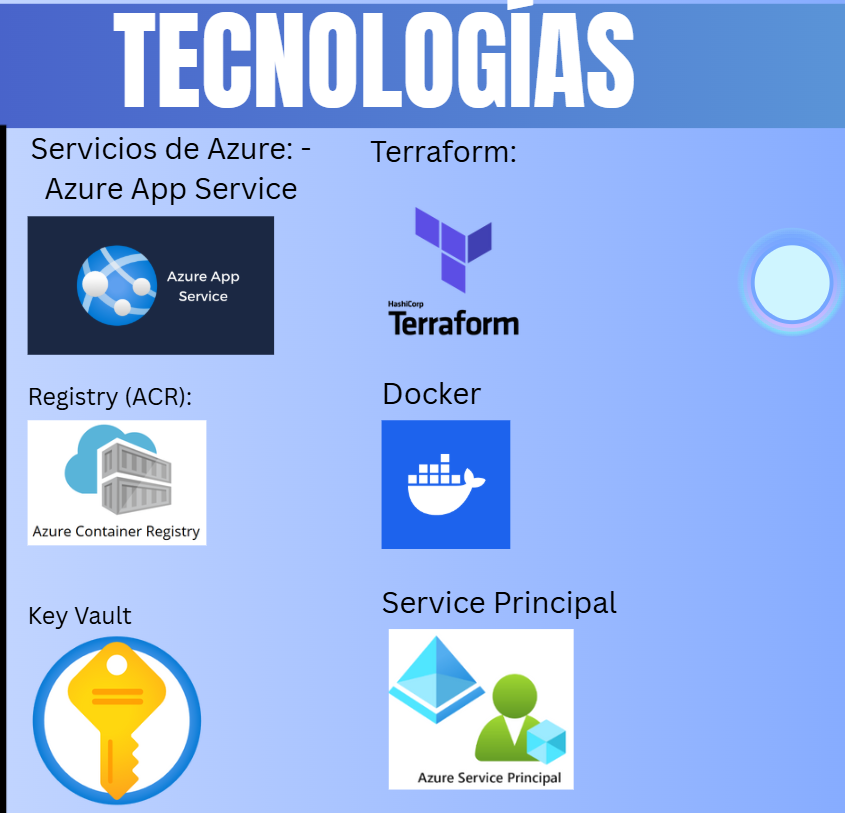 TECNOLOGÍAS
Servicios de Azure: -
Azure App Service
Azure App
Service
Terraform:
HashiCorp
Terraform
Registry (ACR):
Azure Container Registry
Docker
Key Vault
Service Principal
Azure Service Principal